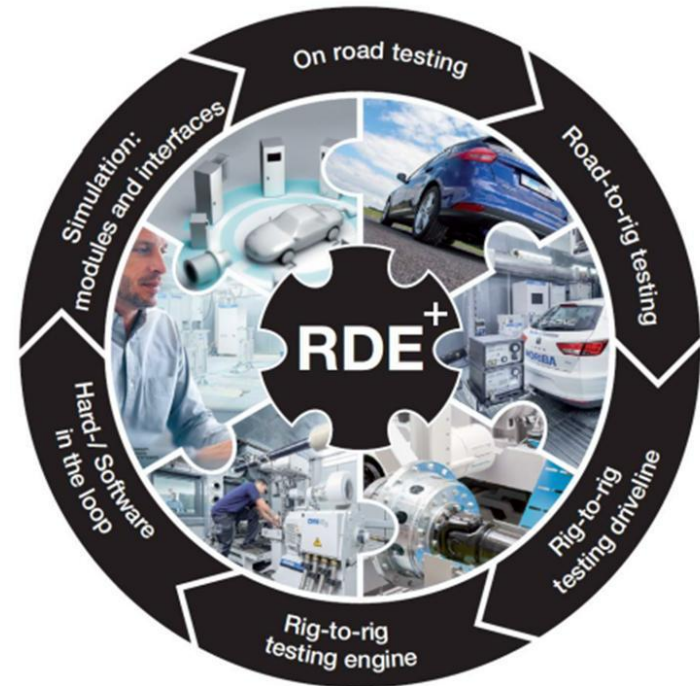 On road testing
Road-to-rig testing
Rig-to-rig
testing driveline
Rig-to-rig
testing engine
Hard-/ Software
in the loop
Simulation:
modules and interfaces
RDE+
HORIBA